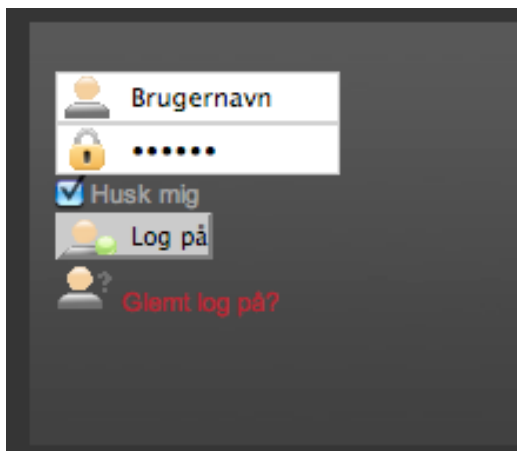 Brugernavn
••••••
Husk mig
Log på
Glemt log på?